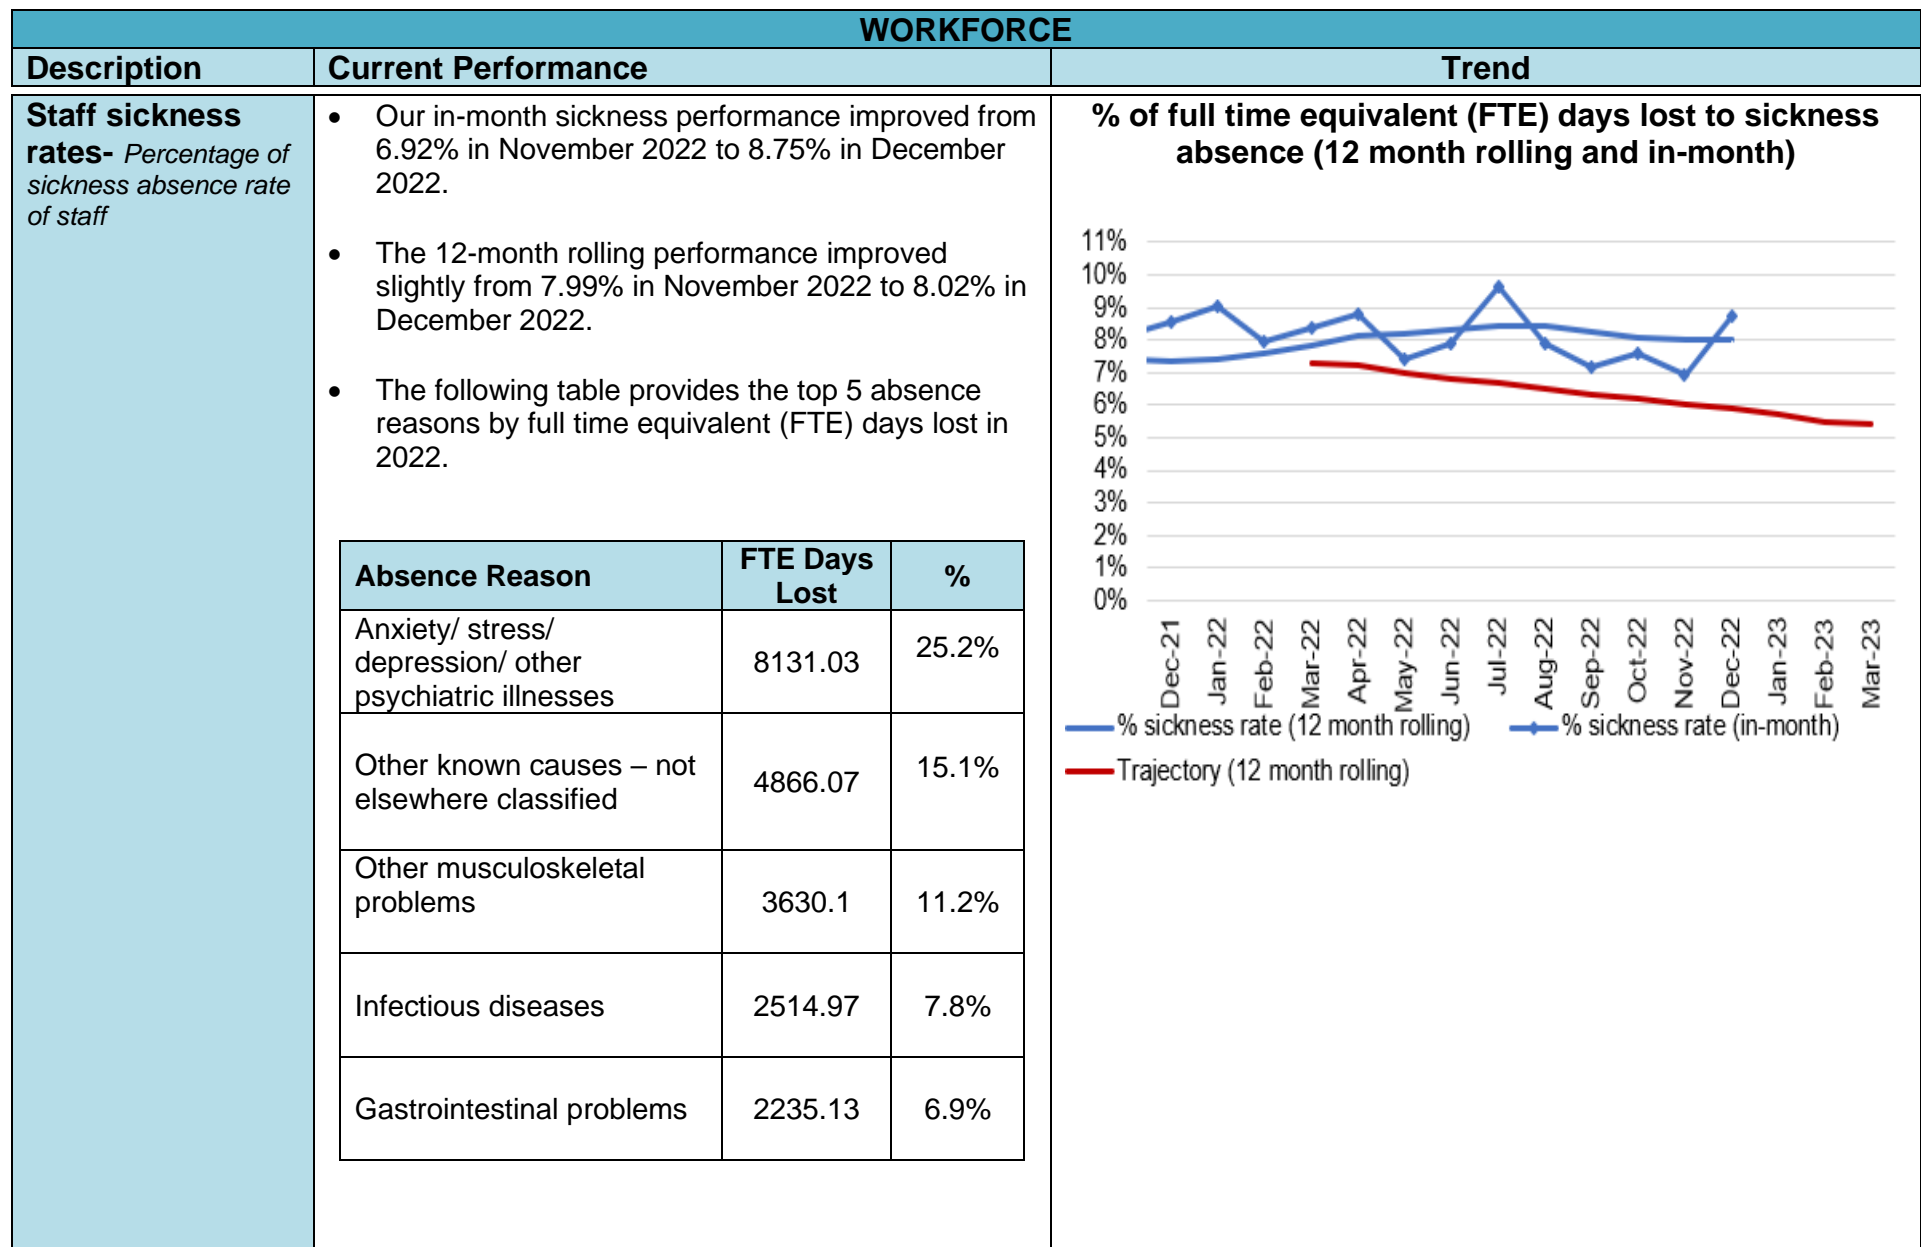 WORKFORCE
Description
Current Performance
Trend
Staff sickness
rates- Percentage of
sickness absence rate
of staff
• Our in-month sickness performance improved from
6.92% in November 2022 to 8.75% in December
2022.
• The 12-month rolling performance improved
slightly from 7.99% in November 2022 to 8.02% in
December 2022.
• The following table provides the top 5 absence
reasons by full time equivalent (FTE) days lost in
2022.
Absence Reason
FTE Days
Lost
%
Anxiety/ stress/
depression/ other
psychiatric illnesses
8131.03
25.2%
Other known causes – not
elsewhere classified
4866.07
15.1%
Other musculoskeletal
problems
3630.1
11.2%
Infectious diseases
2514.97
7.8%
Gastrointestinal problems
2235.13
6.9%
% of full time equivalent (FTE) days lost to sickness
absence (12 month rolling and in-month)
11%
10%
9%
8%
7%
6%
5%
4%
3%
2%
1%
0%
Dec-21
Jan-22
Feb-22
Mar-22
Apr-22
May-22
Jun-22
Jul-22
Aug-22
Sep-22
Oct-22
Nov-22
Dec-22
Jan-23
Feb-23
Mar-23
% sickness rate (12 month rolling)
% sickness rate (in-month)
Trajectory (12 month rolling)